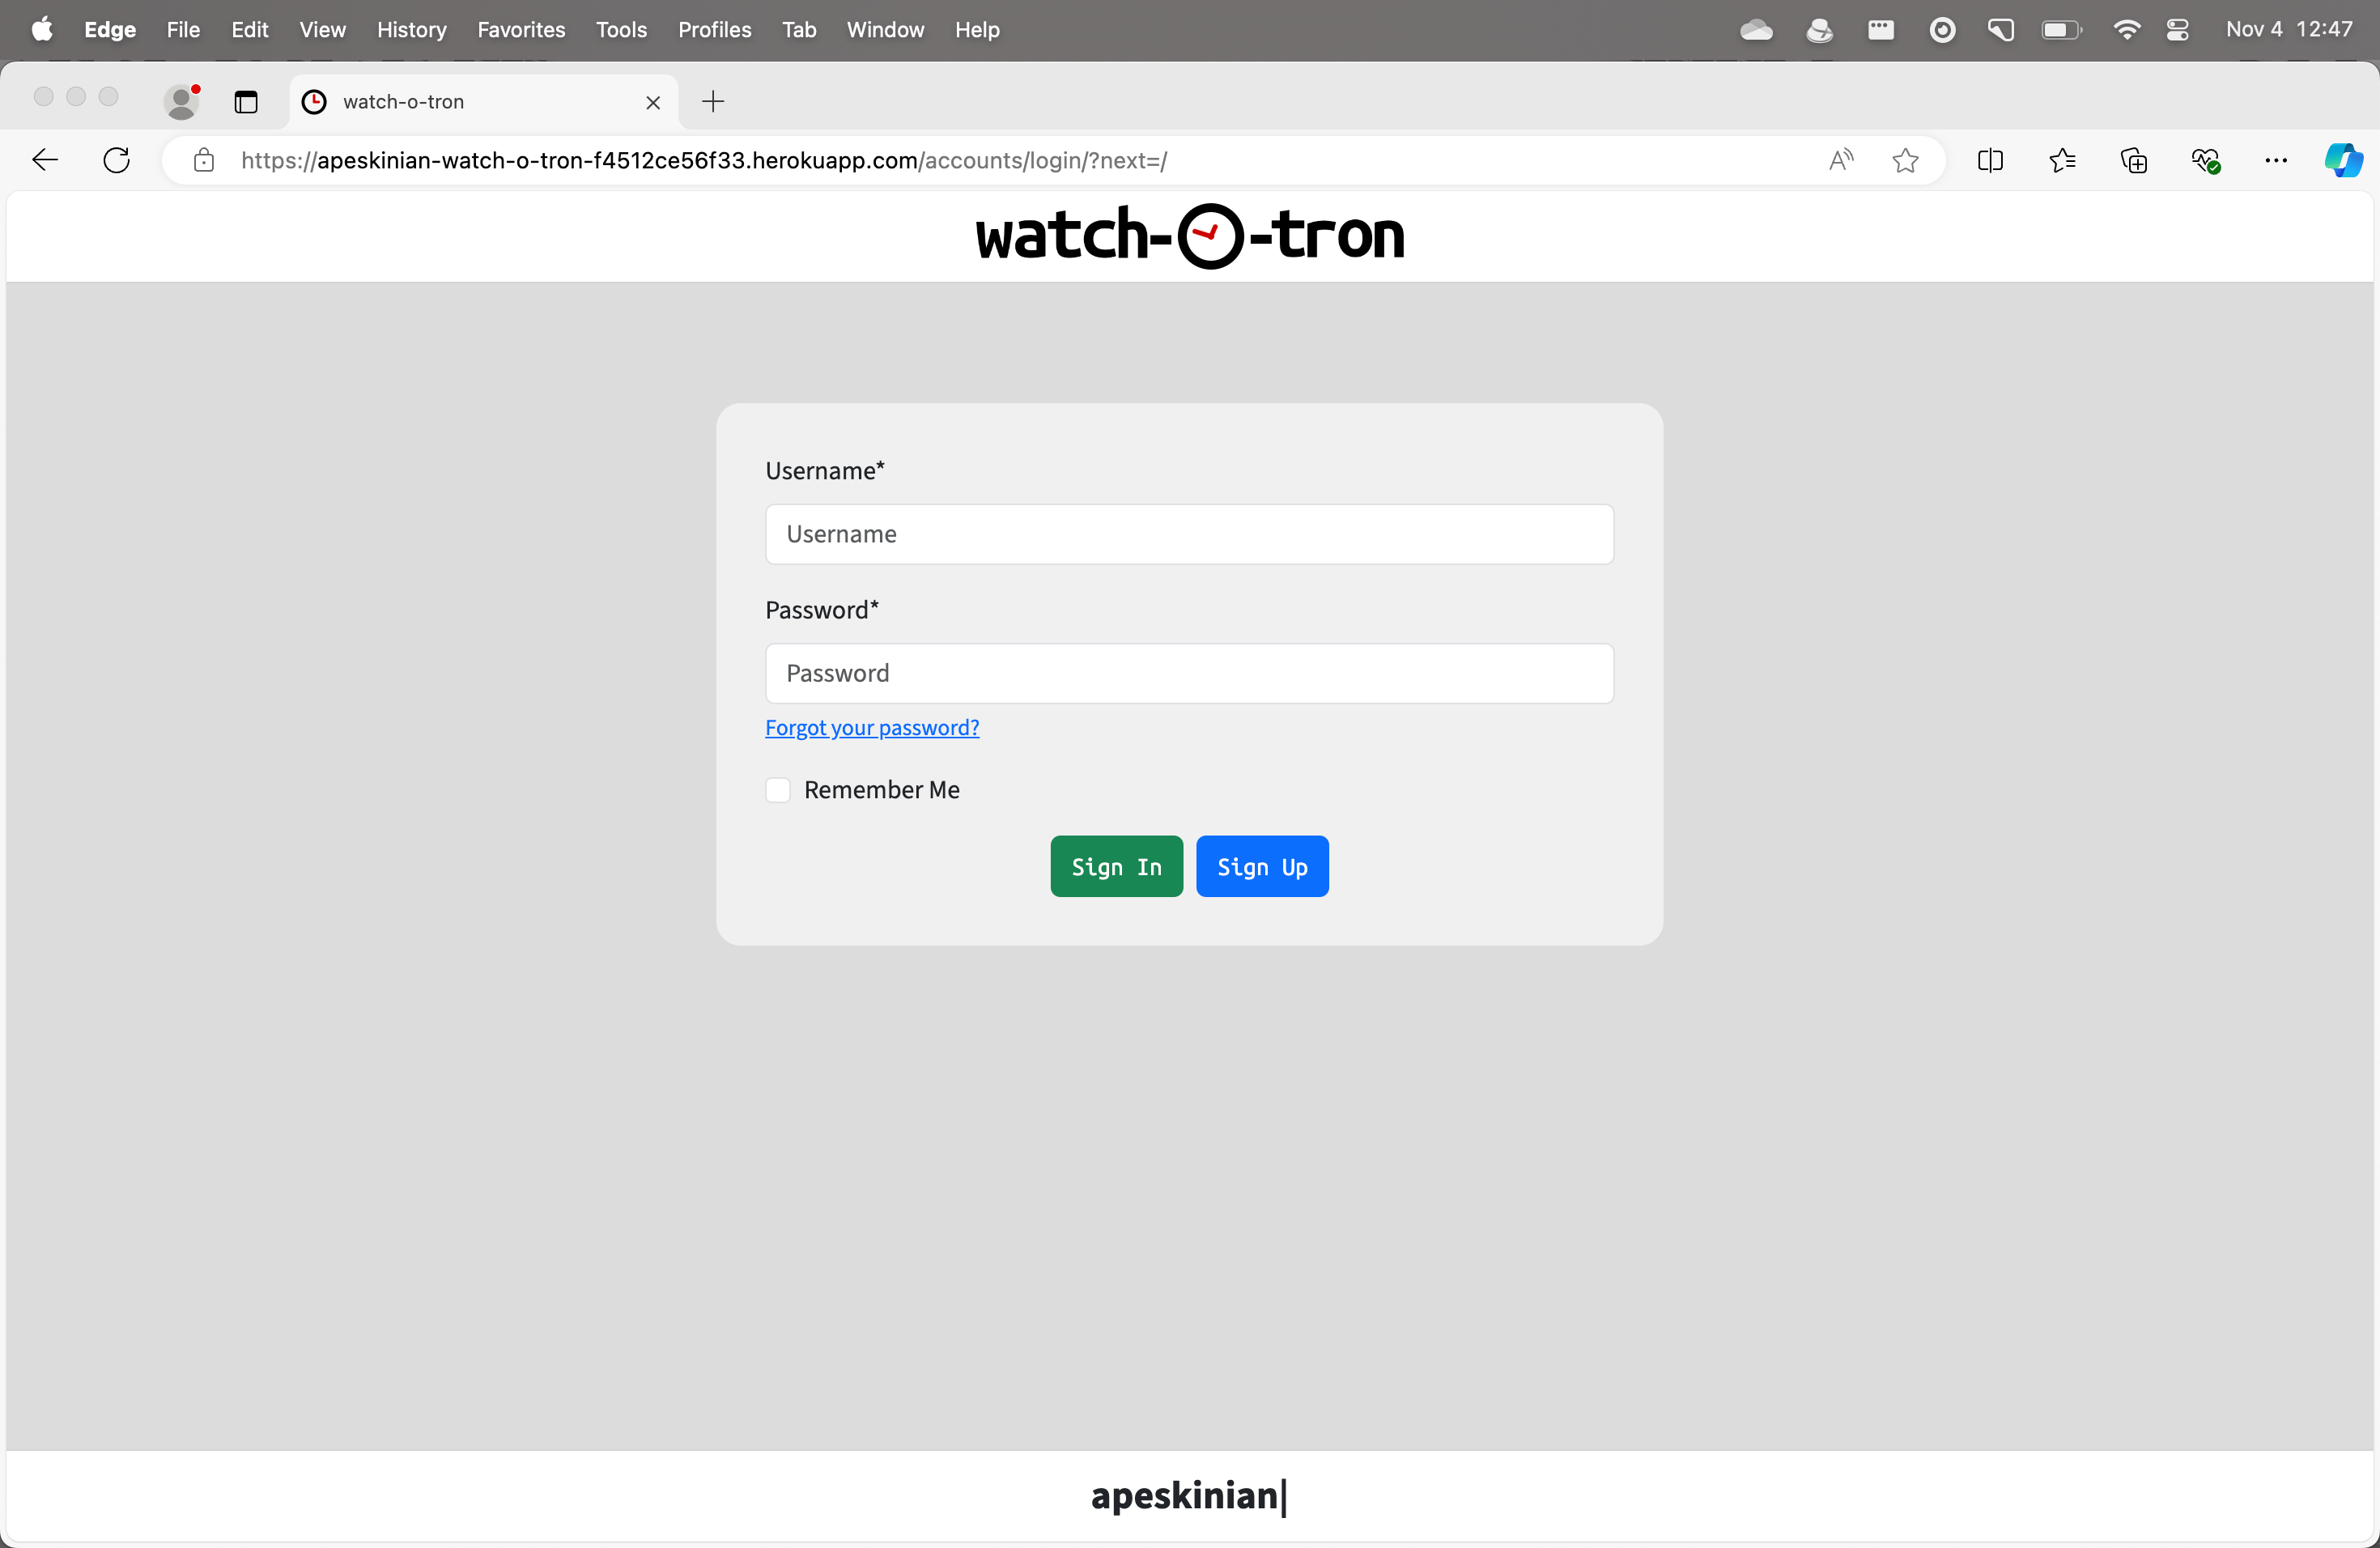 Edge File Edit View History Favorites Tools Profiles Tab Window Help Nov 4 12:47
watch-o-tron
https://apeskinian-watch-o-tron-f4512ce56f33.herokuapp.com/accounts/login/?next=/
watch-o-tron
Username*
Username
Password*
Password
Forgot your password?
Remember Me
Sign In Sign Up
apeskinian|